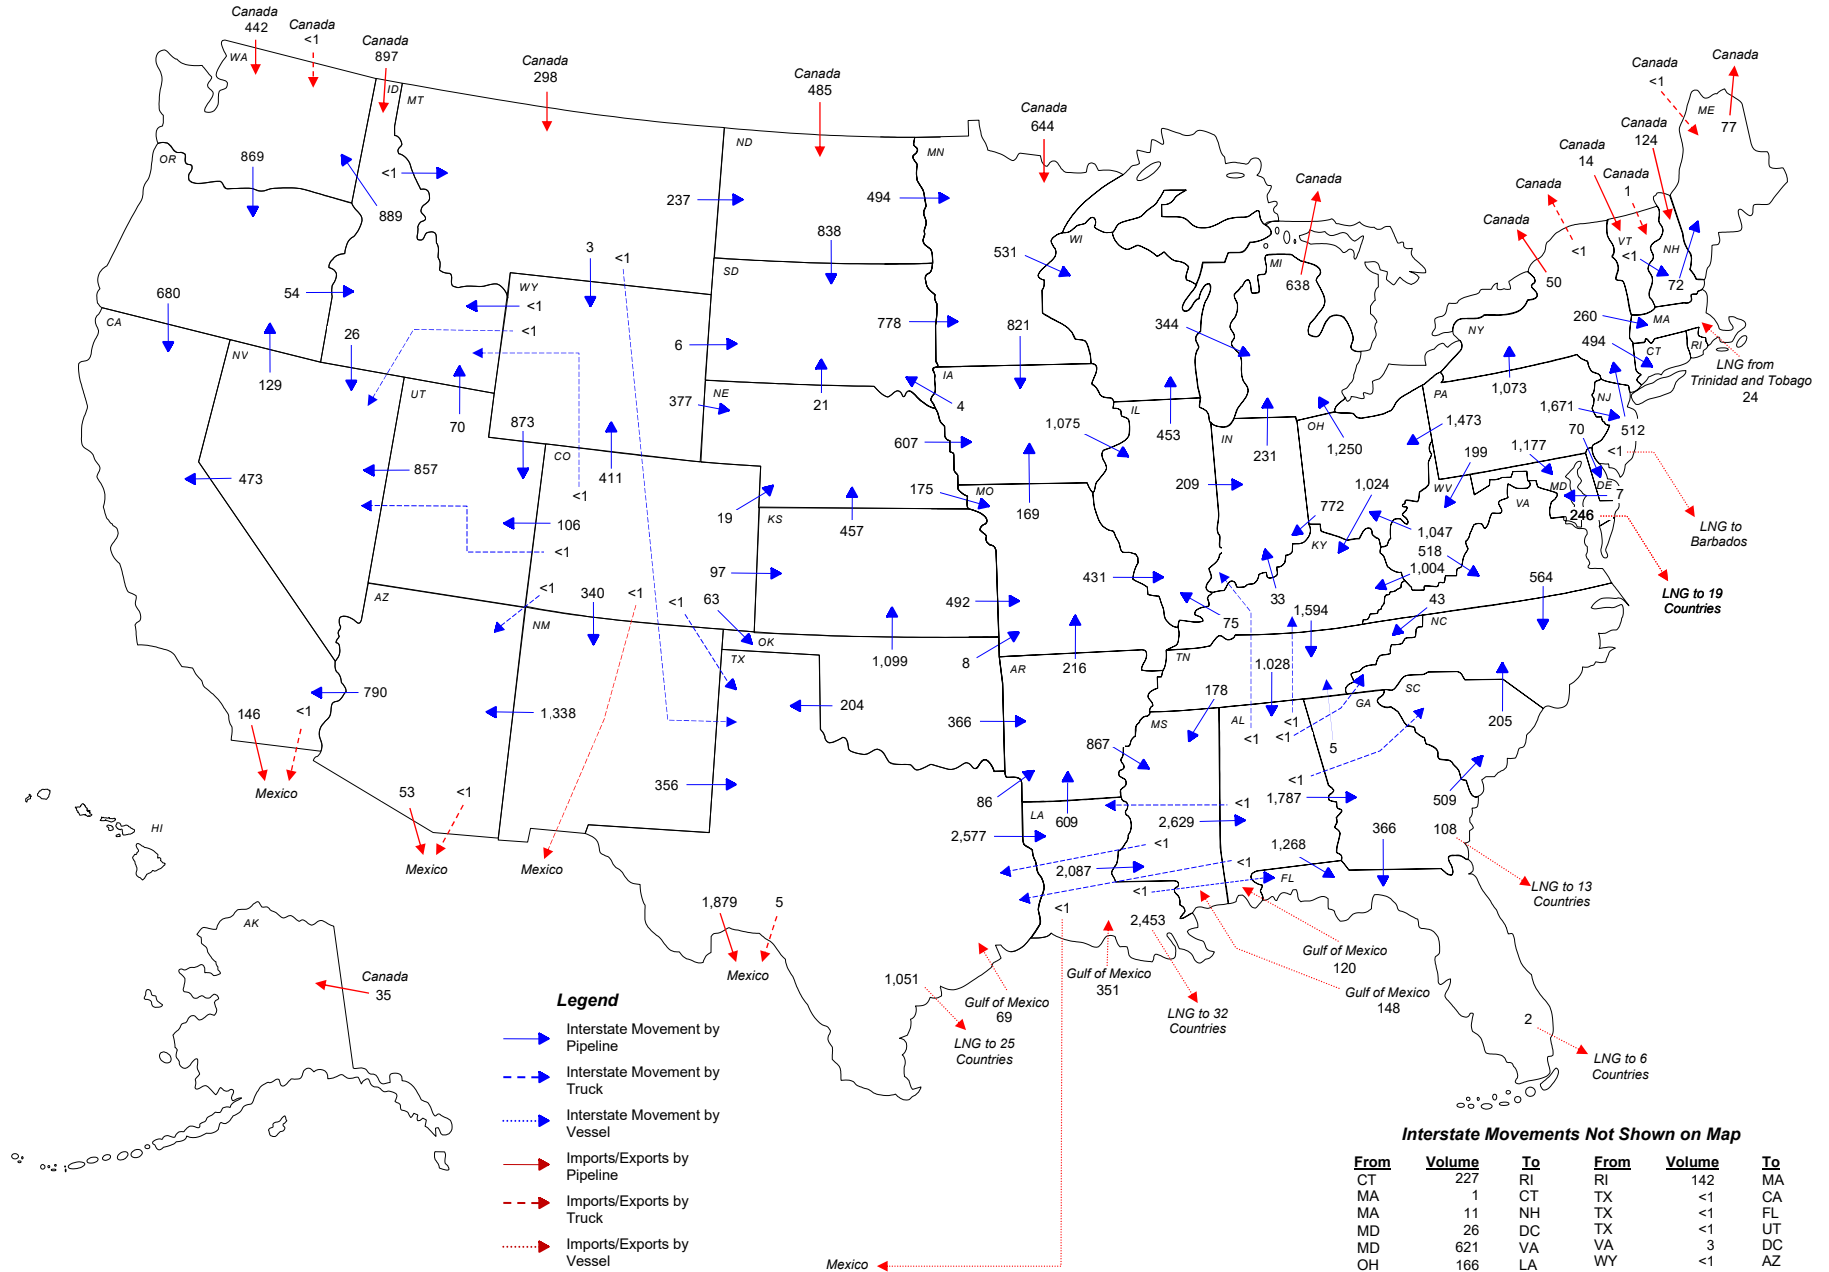 Canada
442
Canada
<1
Canada
897
Canada
298
Canada
485
Canada
644
Canada
638
Canada
50
Canada
<1
Canada
14
Canada
1
Canada
124
Canada
<1
Canada
77
WA
ID
MT
ND
MN
OR
869
889
<1
237
494
531
WI
MI
VT
NH
ME
<1
72
838
SD
3
<1
54
WY
<1
<1
680
CA
NV
129
26
UT
70
6
778
821
344
NY
260
MA
494
CT
RI
LNG from
Trinidad and Tobago
24
377
NE
21
4
IA
IL
1,075
453
IN
231
OH
1,250
PA
1,473
1,073
1,671
NJ
512
70
<1
LNG to
Barbados
473
857
873
CO
411
<1
106
<1
607
175
MO
169
209
772
1,024
WV
199
1,177
MD
DE
7
VA
246
LNG to 19
Countries
19
KS
457
97
KY
1,047
518
1,004
431
33
564
AZ
<1
NM
340
<1
<1
63
OK
492
8
1,099
AR
216
75
TN
1,594
43
NC
TX
204
366
790
1,338
146
<1
Mexico
178
1,028
MS
AL
<1
<1
<1
5
GA
SC
205
867
<1
509
356
86
LA
609
2,577
<1
2,629
1,787
108
LNG to 13
Countries
53
<1
Mexico
Mexico
2,087
<1
<1
<1
1,268
FL
366
1,879
5
Mexico
<1
2,453
1,051
Gulf of Mexico
69
LNG to 25
Countries
Gulf of Mexico
351
LNG to 32
Countries
Gulf of Mexico
120
Gulf of Mexico
148
2
LNG to 6
Countries
HI
AK
Canada
35
Mexico
Legend
Interstate Movement by
Pipeline
Interstate Movement by
Truck
Interstate Movement by
Vessel
Imports/Exports by
Pipeline
Imports/Exports by
Truck
Imports/Exports by
Vessel
Interstate Movements Not Shown on Map
From Volume To From Volume To
CT 227 RI RI 142 MA
MA 1 CT TX <1 CA
MA 11 NH TX <1 FL
MD 26 DC TX <1 UT
MD 621 VA VA 3 DC
OH 166 LA WY <1 AZ